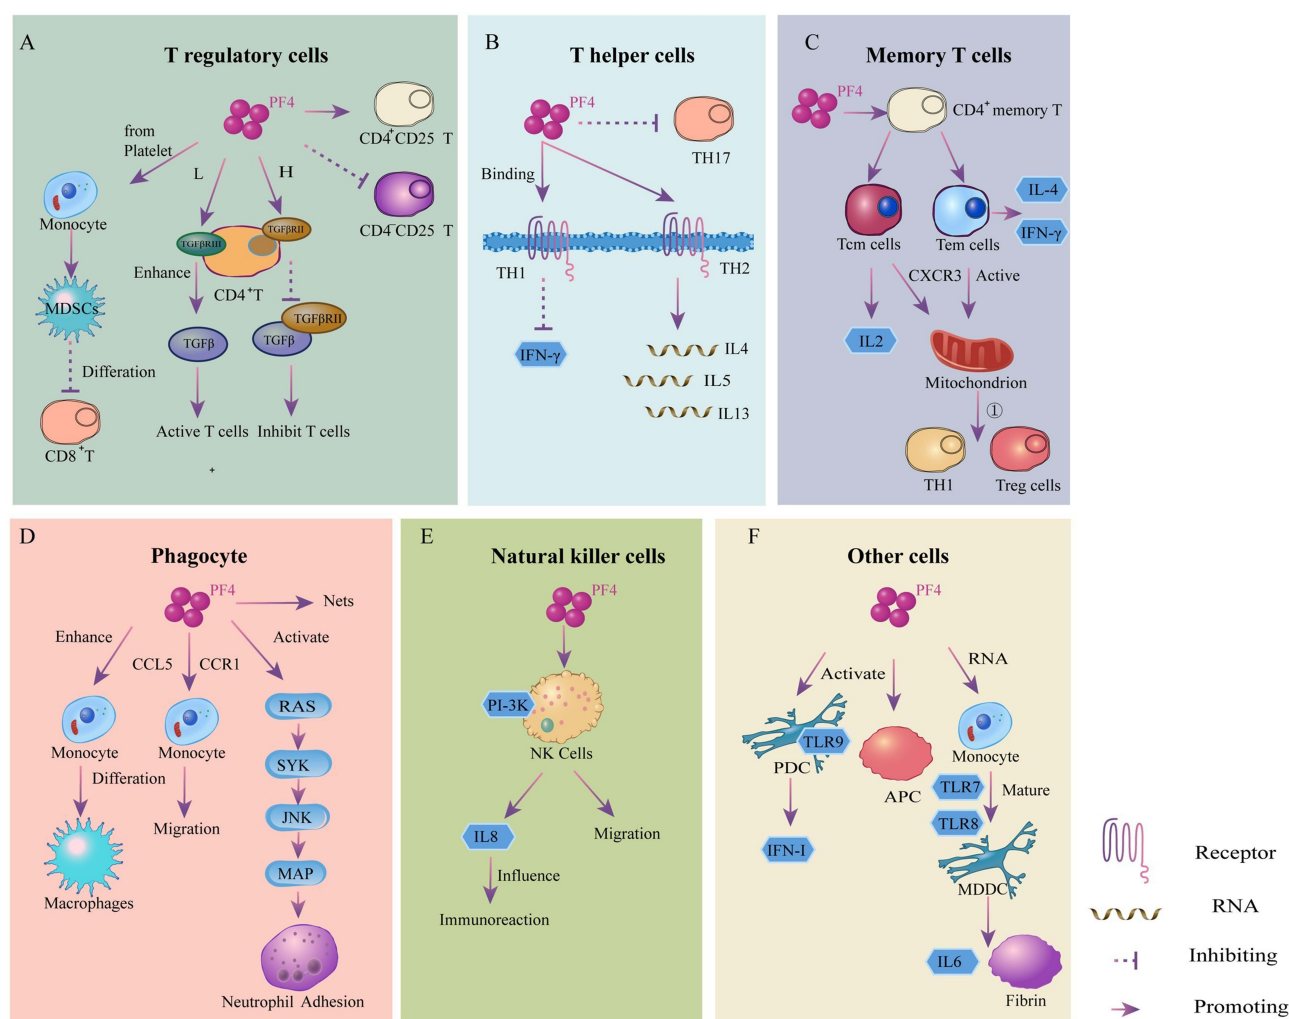 A
T regulatory cells
PF4
CD4+CD25 T
from
Platelet
L
H
CD4-CD25 T
Monocyte
TGFβRIII
TGFβRII
Enhance
CD4+T
MDSCs
TGFβRII
TGFβ
TGFβ
Differation
Active T cells
Inhibit T cells
CD8+T
+
B
T helper cells
PF4
TH17
Binding
TH1
TH2
IFN-γ
IL4
IL5
IL13
C
Memory T cells
PF4
CD4+ memory T
IL-4
IFN-γ
Tcm cells
Tem cells
CXCR3
Active
IL2
Mitochondrion
①
TH1
Treg cells
D
Phagocyte
PF4
Nets
Enhance
CCL5
CCR1
Activate
RAS
Monocyte
Monocyte
SYK
Differation
JNK
Migration
MAP
Macrophages
Neutrophil Adhesion
E
Natural killer cells
PF4
PI-3K
NK Cells
IL8
Migration
Influence
Immunoreaction
F
Other cells
PF4
RNA
Activate
TLR9
PDC
Monocyte
APC
TLR7
Mature
TLR8
IFN-I
MDDC
IL6
Fibrin
Receptor
RNA
Inhibiting
Promoting